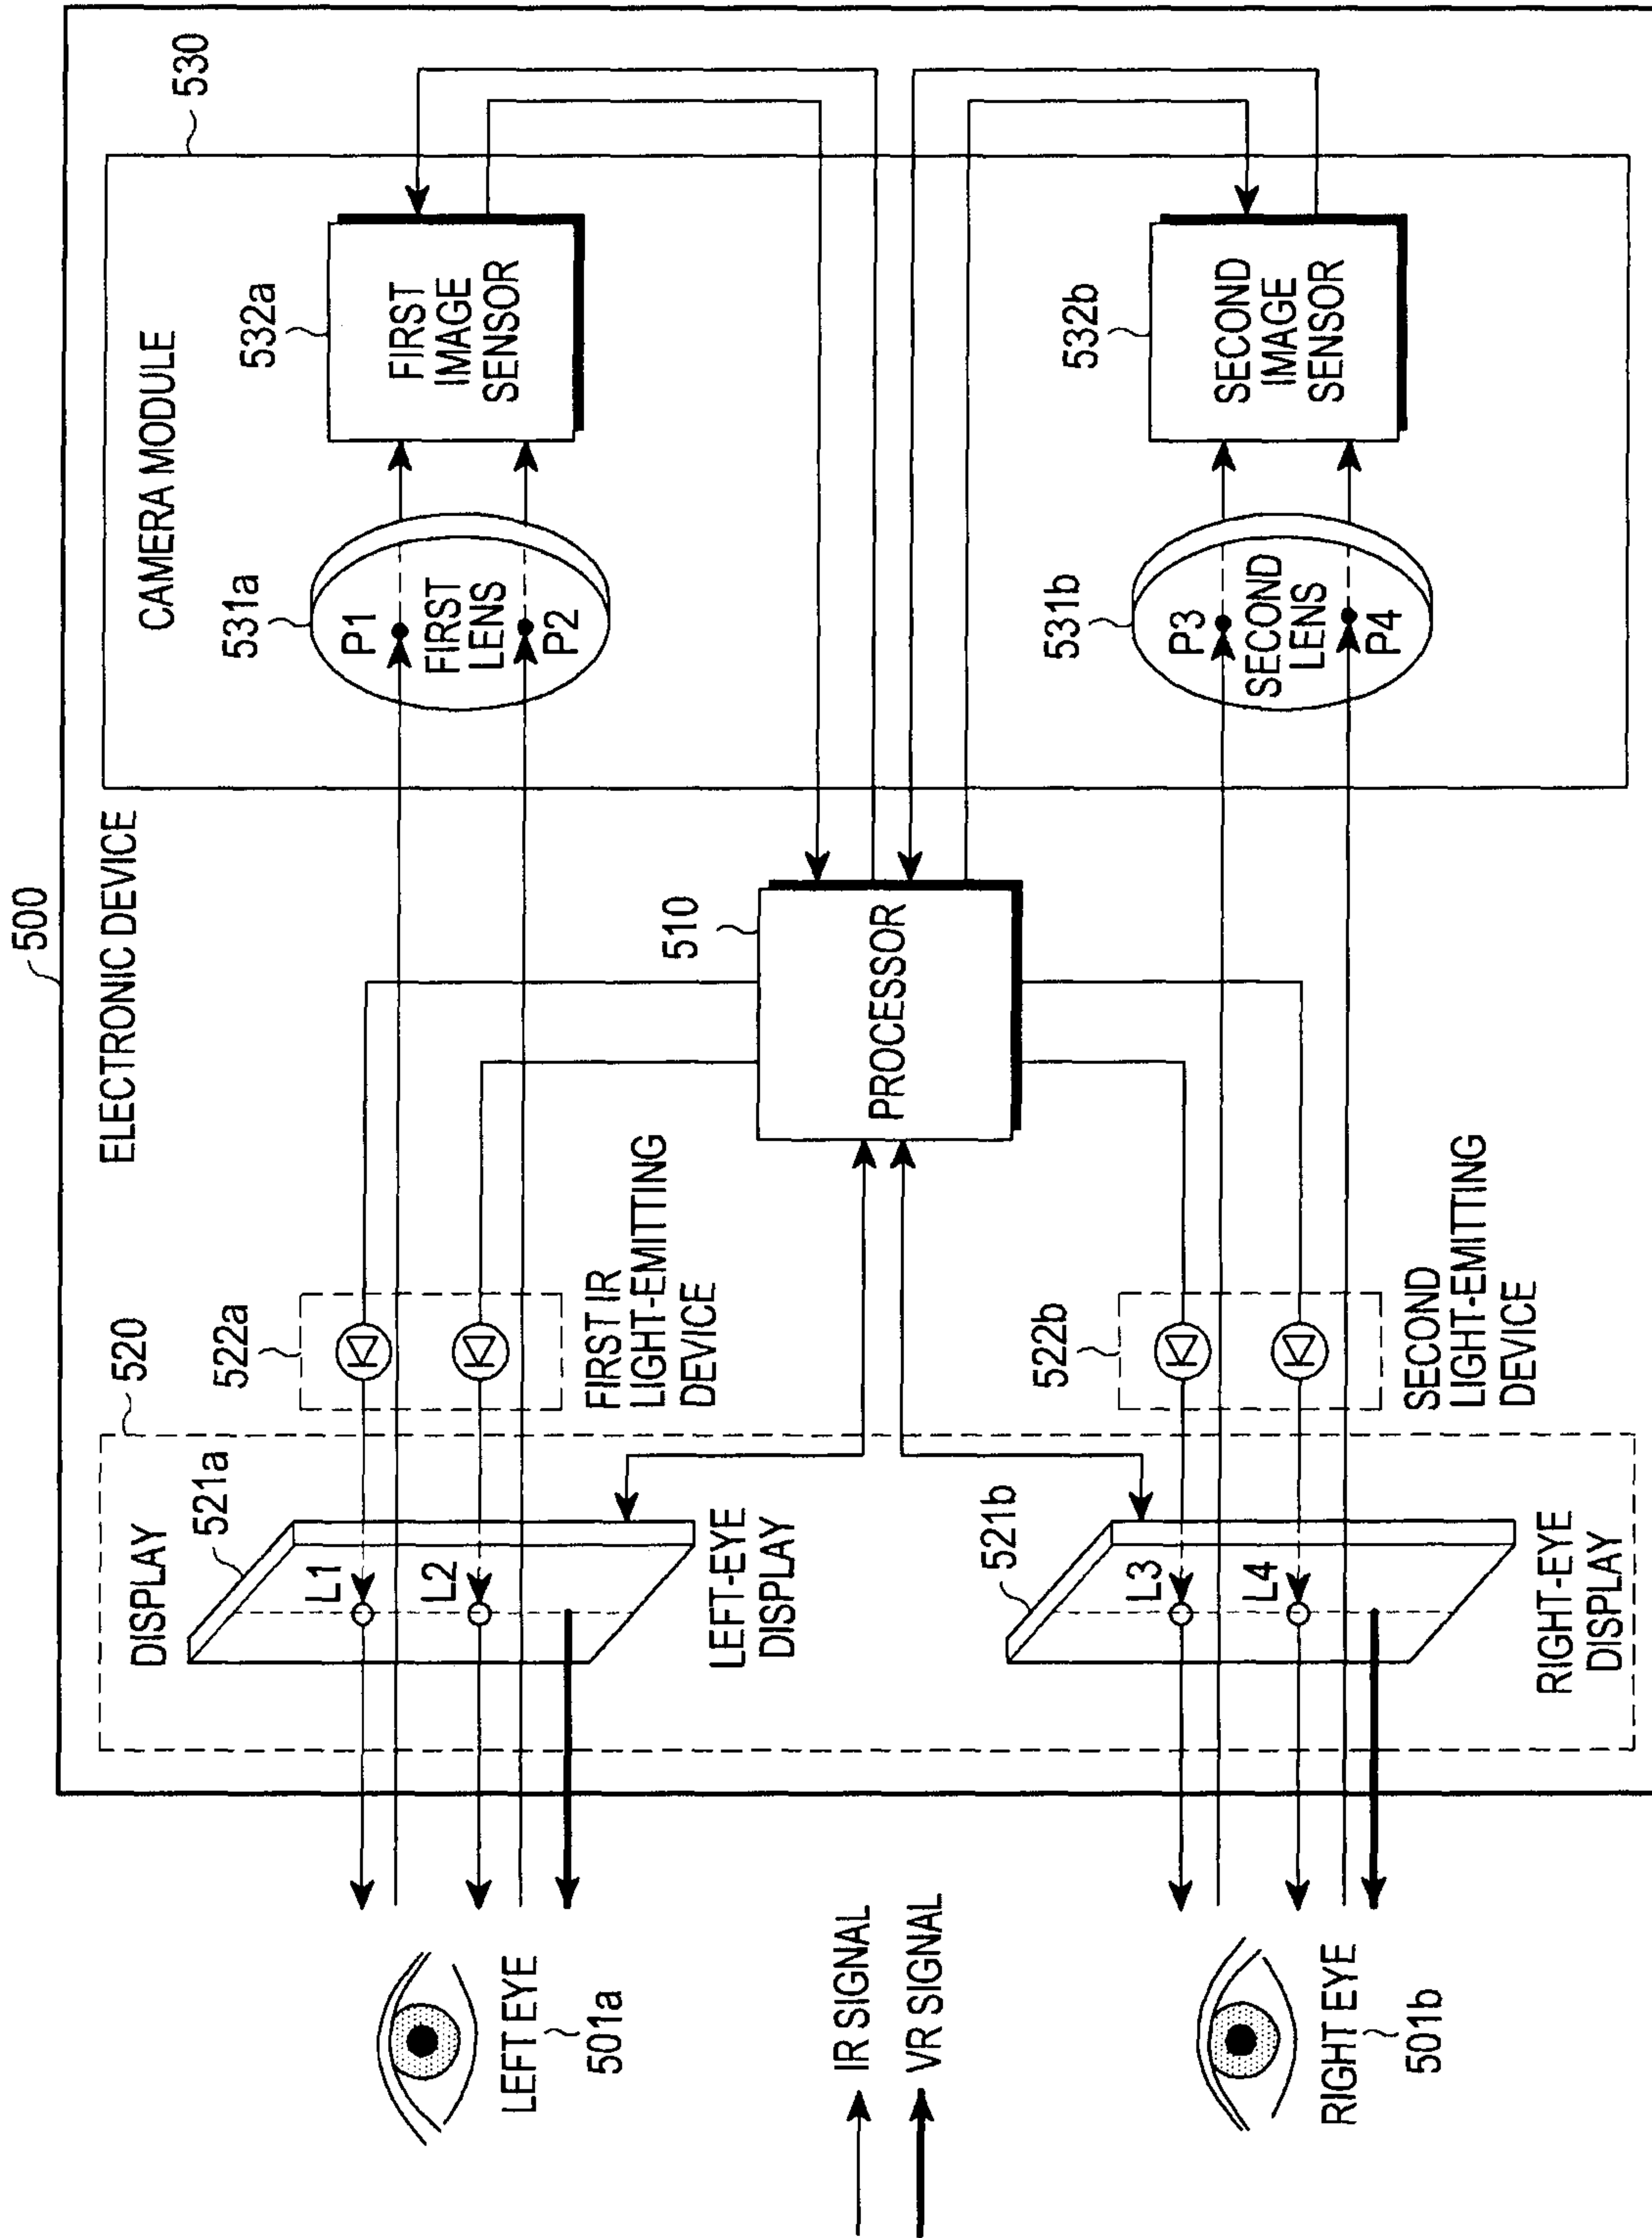 500
ELECTRONIC DEVICE
520
DISPLAY
521a
522a
CAMERA MODULE
530
531a
532a
L1
P1
FIRST
LENS
FIRST
IMAGE
SENSOR
L2
P2
LEFT EYE
501a
LEFT-EYE
DISPLAY
FIRST IR
LIGHT-EMITTING
DEVICE
510
PROCESSOR
IR SIGNAL
VR SIGNAL
521b
522b
531b
532b
L3
P3
SECOND
LENS
SECOND
IMAGE
SENSOR
L4
P4
RIGHT EYE
501b
RIGHT-EYE
DISPLAY
SECOND
LIGHT-EMITTING
DEVICE